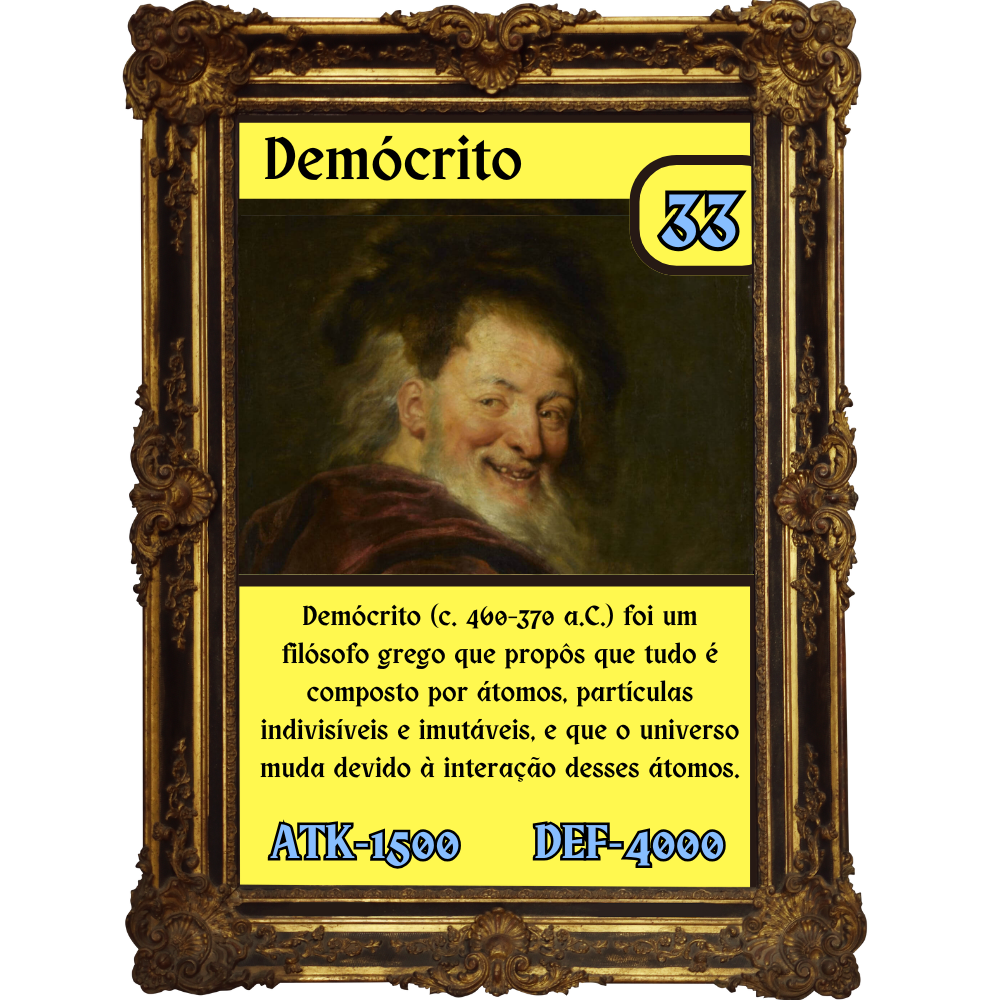 Demócrito
33
Demócrito (c. 460-370 a.C.) foi um
filósofo grego que propôs que tudo é
composto por átomos, partículas
indivisíveis e imutáveis, e que o universo
muda devido à interação desses átomos.
ATK-1500 DEF-4000